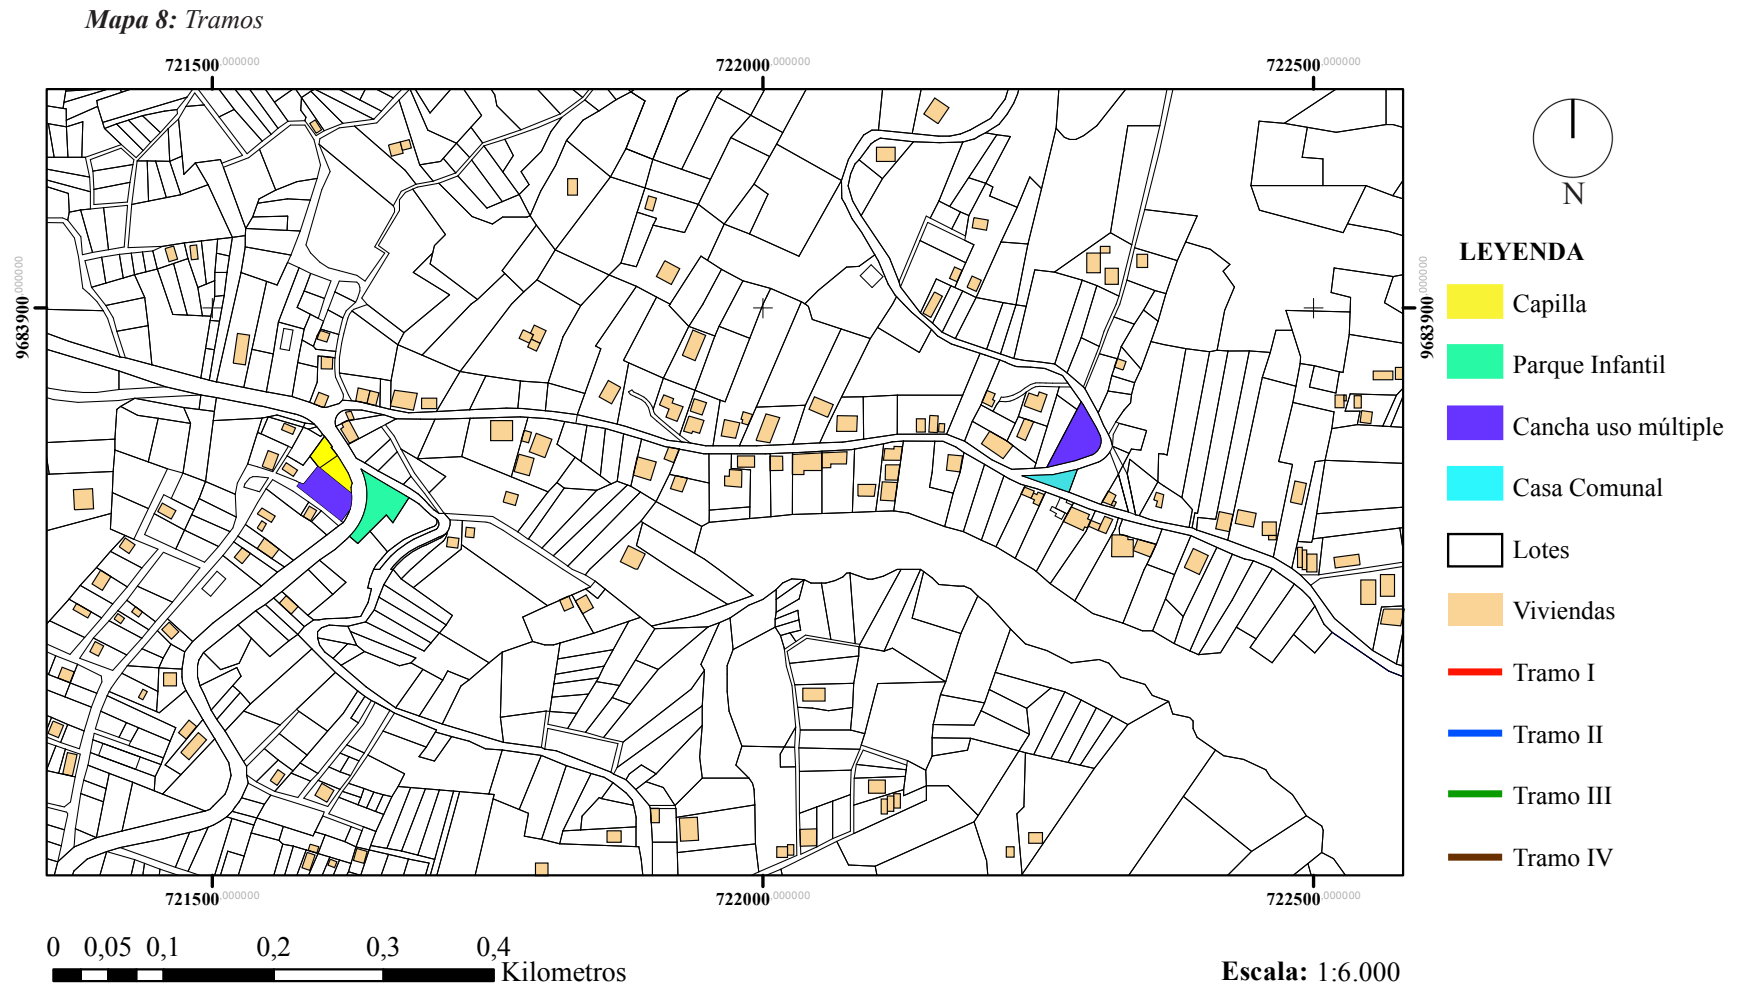 Mapa 8: Tramos
721500.000000 722000.000000 722500.000000
9683900.000000
9683900.000000
N
LEYENDA
Capilla
Parque Infantil
Cancha uso múltiple
Casa Comunal
Lotes
Viviendas
Tramo I
Tramo II
Tramo III
Tramo IV
721500.000000 722000.000000 722500.000000
0 0,05 0,1 0,2 0,3 0,4
Kilometros
Escala: 1:6.000